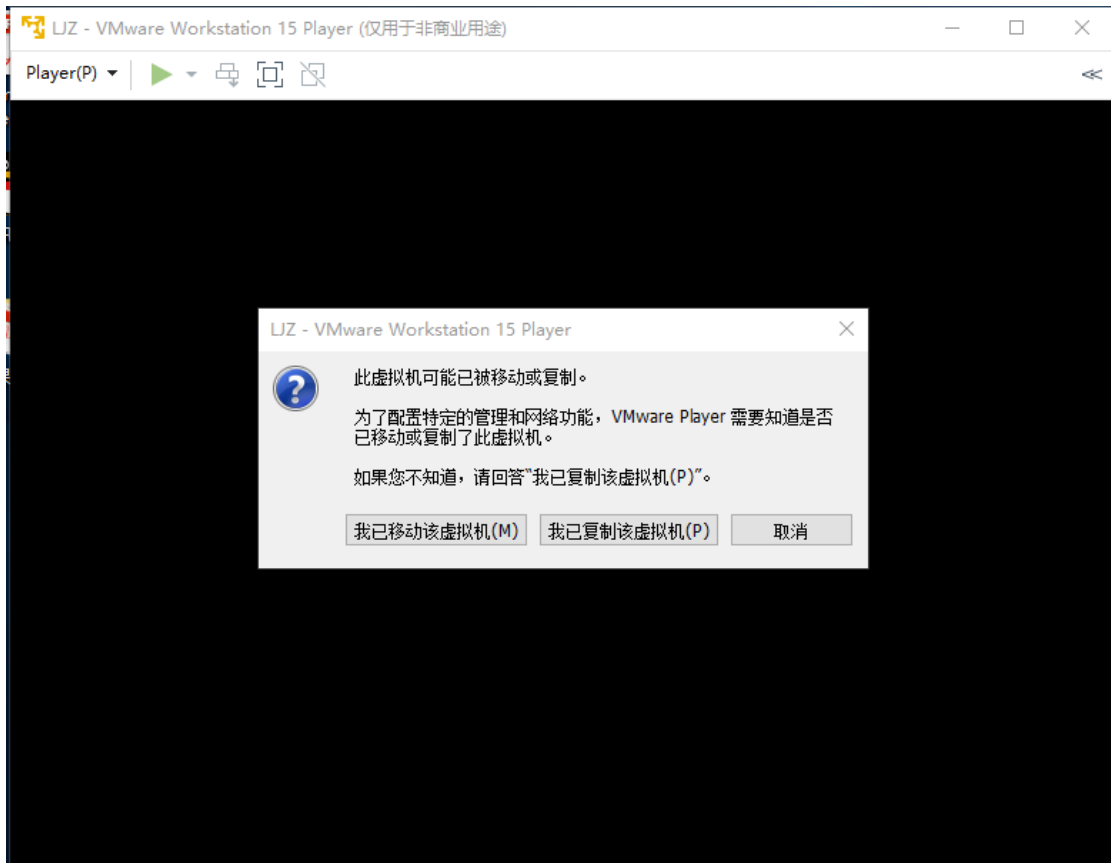 LJZ - VMware Workstation 15 Player (仅用于非商业用途)
Player(P)
LJZ - VMware Workstation 15 Player
此虚拟机可能已被移动或复制。
为了配置特定的管理和网络功能，VMware Player 需要知道是否
已移动或复制了此虚拟机。
如果您不知道，请回答“我已复制该虚拟机(P)”。
我已移动该虚拟机(M) 我已复制该虚拟机(P) 取消